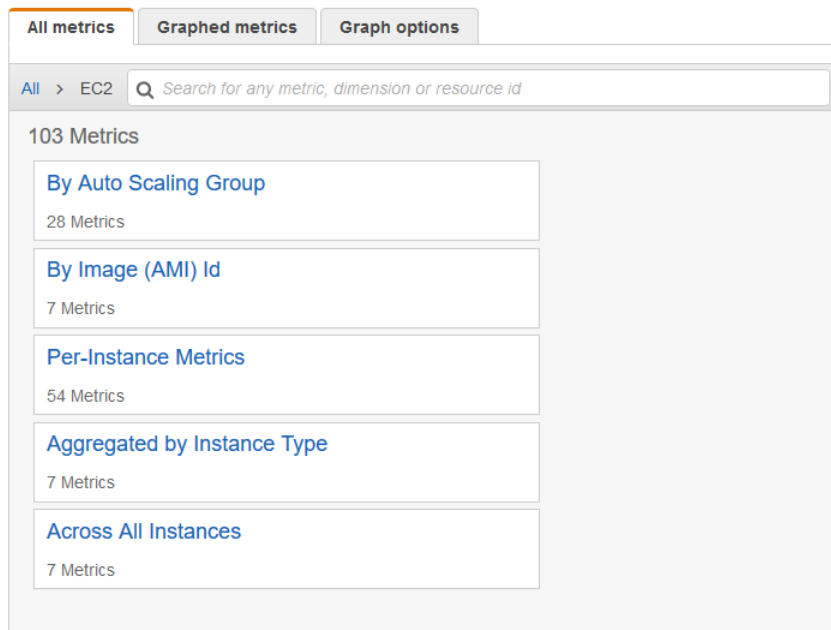 All metrics Graphed metrics Graph options
All > EC2 Search for any metric, dimension or resource id
103 Metrics
By Auto Scaling Group
28 Metrics
By Image (AMI) Id
7 Metrics
Per-Instance Metrics
54 Metrics
Aggregated by Instance Type
7 Metrics
Across All Instances
7 Metrics